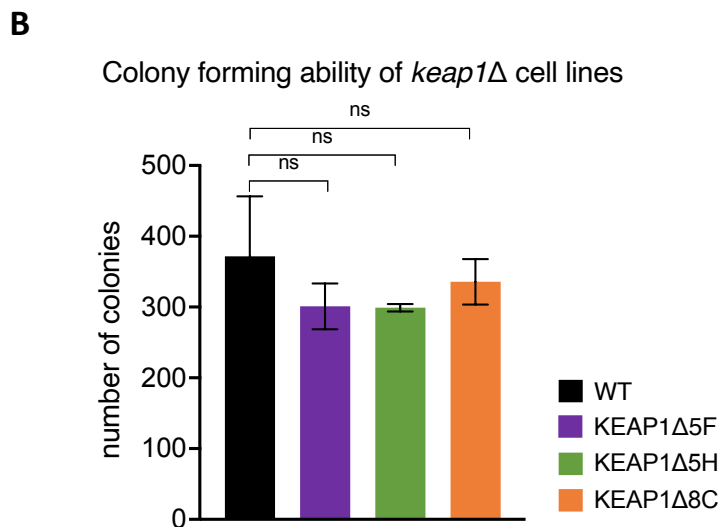 B
Colony forming ability of keap1Δ cell lines
ns
ns
ns
500
400
300
200
100
0
number of colonies
WT
KEAP1Δ5F
KEAP1Δ5H
KEAP1Δ8C